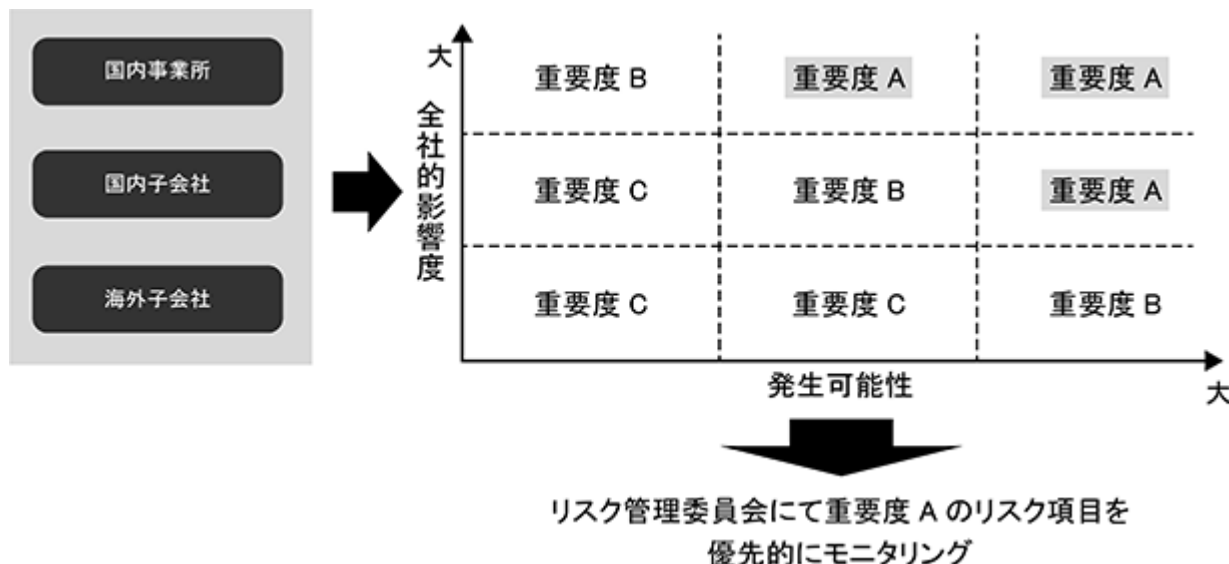 国内事業所
国内子会社
海外子会社
大
全社的影響度
重要度 B
重要度 A
重要度 A
重要度 C
重要度 B
重要度 A
重要度 C
重要度 C
重要度 B
発生可能性
大
リスク管理委員会にて重要度 A のリスク項目を
優先的にモニタリング